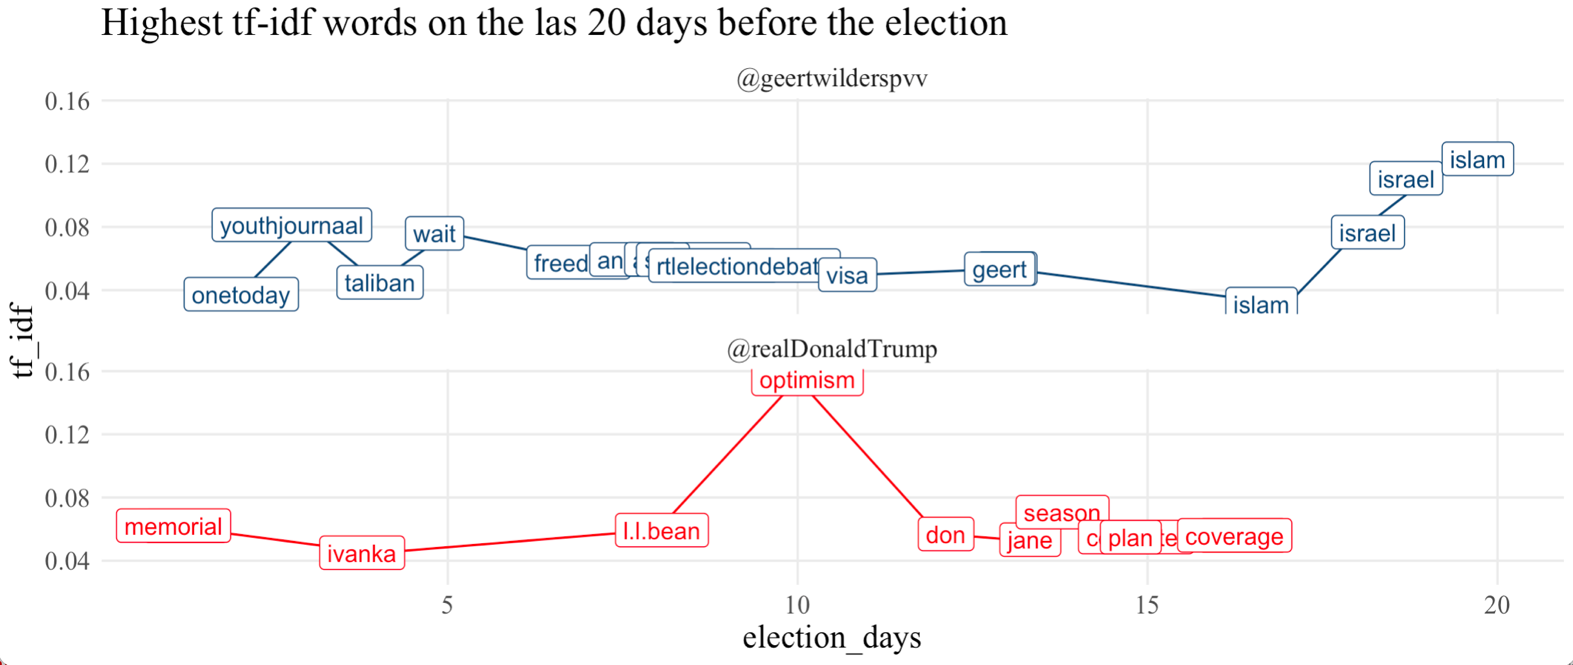 Highest tf-idf words on the las 20 days before the election
@geertwilderspvv
0.16
0.12
0.08
0.04
islam
israel
israel
youthjournaal
wait
taliban
onetoday
freed
an
rtlelectiondebat
visa
geert
islam
tf_idf
@realDonaldTrump
0.16
0.12
0.08
0.04
optimism
memorial
ivanka
l.l.bean
don
jane
season
plan
coverage
5
10
15
20
election_days